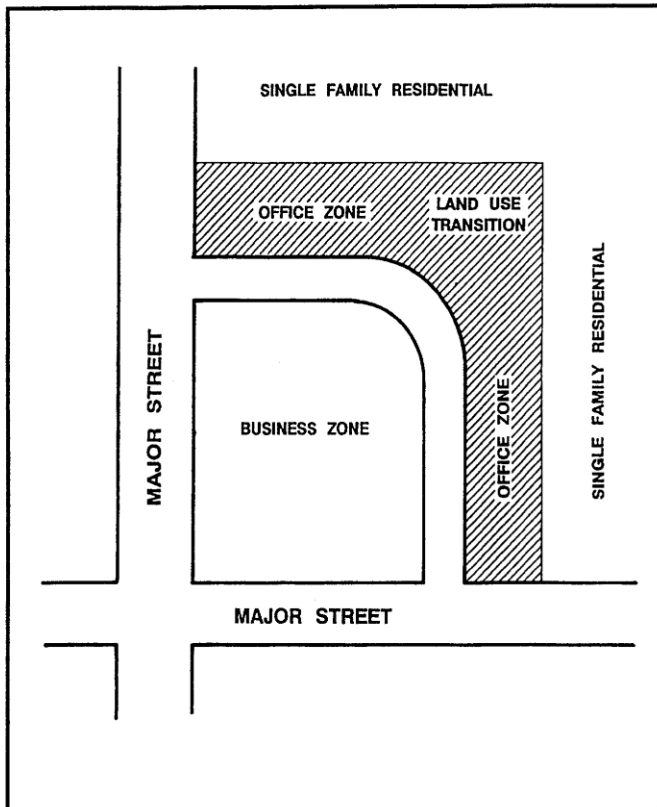 SINGLE FAMILY RESIDENTIAL
OFFICE ZONE
LAND USE
TRANSITION
SINGLE FAMILY RESIDENTIAL
MAJOR STREET
BUSINESS ZONE
OFFICE ZONE
MAJOR STREET